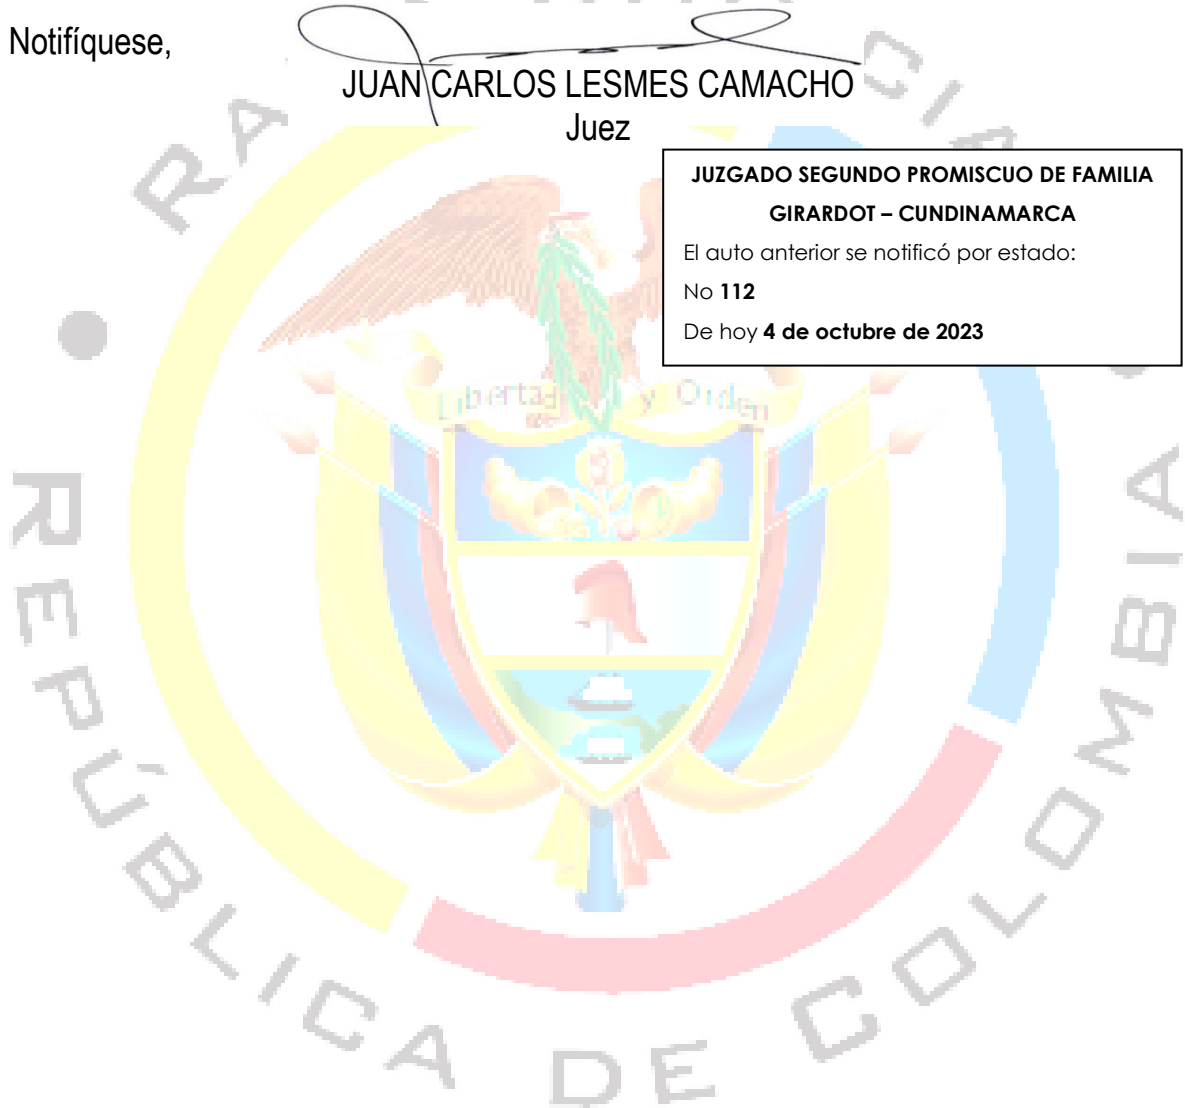 Notifíquese,
JUAN CARLOS LESMES CAMACHO
Juez
JUZGADO SEGUNDO PROMISCUO DE FAMILIA
GIRARDOT – CUNDINAMARCA
El auto anterior se notificó por estado:
No 112
De hoy 4 de octubre de 2023
Libertad y Orden
REPÚBLICA DE COLOMBIA